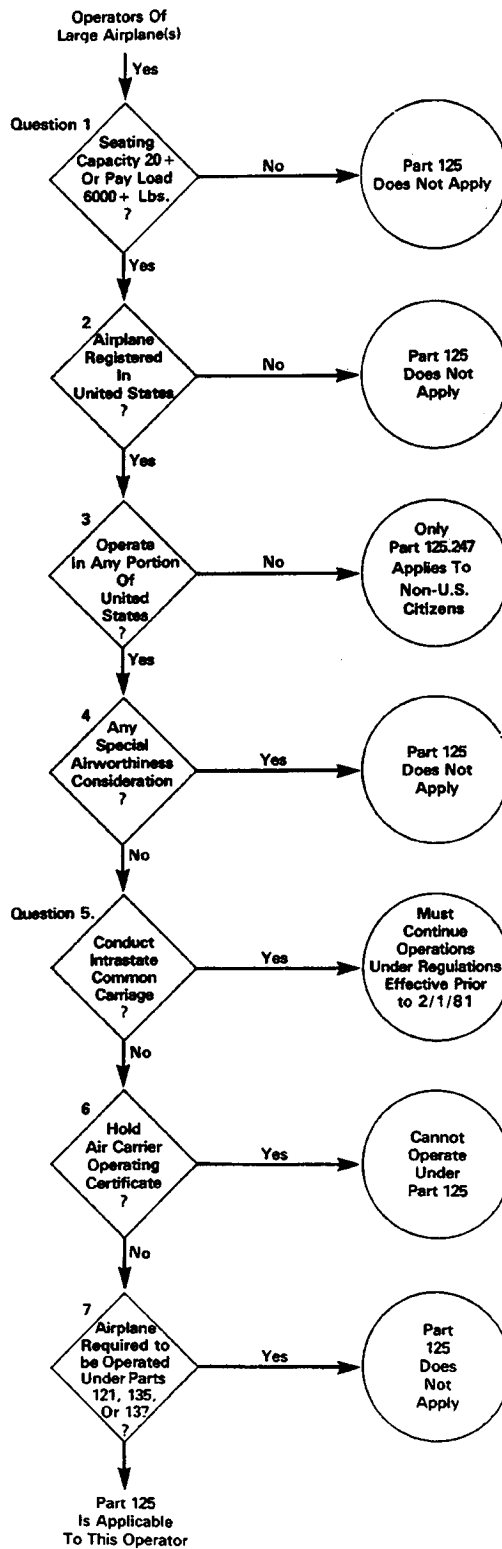 Operators Of
Large Airplane(s)
Yes
Question 1
Seating
Capacity 20+
Or Pay Load
6000+ Lbs.
?
No
Part 125
Does Not Apply
Yes
2
Airplane
Registered
In
United States
?
No
Part 125
Does Not
Apply
Yes
3
Operate
in Any Portion
Of
United
States
?
No
Only
Part 125.247
Applies To
Non-U.S.
Citizens
Yes
4
Any
Special
Airworthiness
Consideration
?
Yes
Part 125
Does Not
Apply
No
Question 5.
Conduct
Intrastate
Common
Carriage
?
Yes
Must
Continue
Operations
Under Regulations
Effective Prior
to 2/1/81
No
6
Hold
Air Carrier
Operating
Certificate
?
Yes
Cannot
Operate
Under
Part 125
No
7
Airplane
Required to
be Operated
Under Parts
121, 135,
Or 137
?
Yes
Part
125
Does
Not
Apply
No
Part 125
Is Applicable
To This Operator